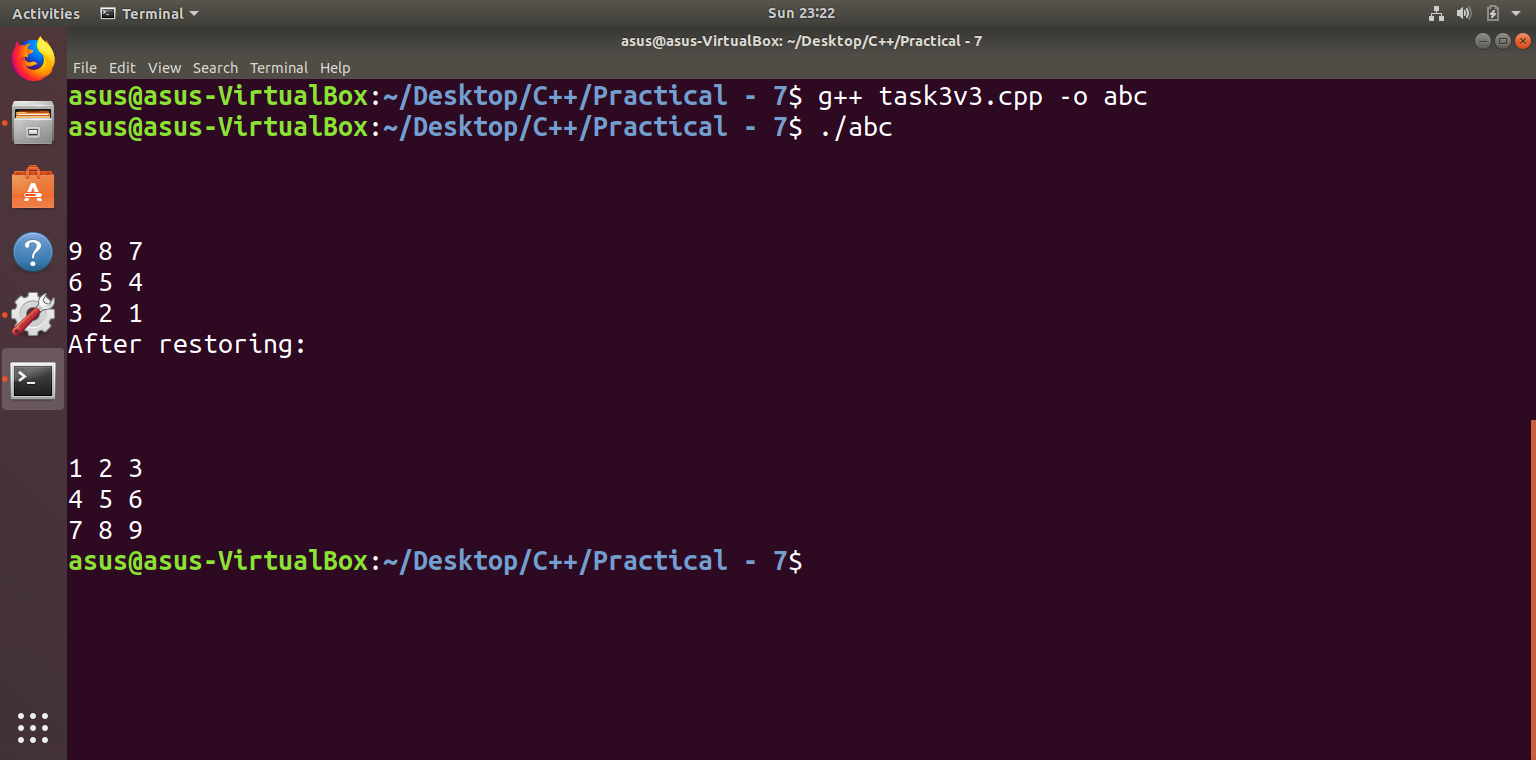 Activities Terminal Sun 23:22
asus@asus-VirtualBox: ~/Desktop/C++/Practical - 7
File Edit View Search Terminal Help
asus@asus-VirtualBox:~/Desktop/C++/Practical - 7$ g++ task3v3.cpp -o abc
asus@asus-VirtualBox:~/Desktop/C++/Practical - 7$ ./abc
9 8 7
6 5 4
3 2 1
After restoring:
1 2 3
4 5 6
7 8 9
asus@asus-VirtualBox:~/Desktop/C++/Practical - 7$